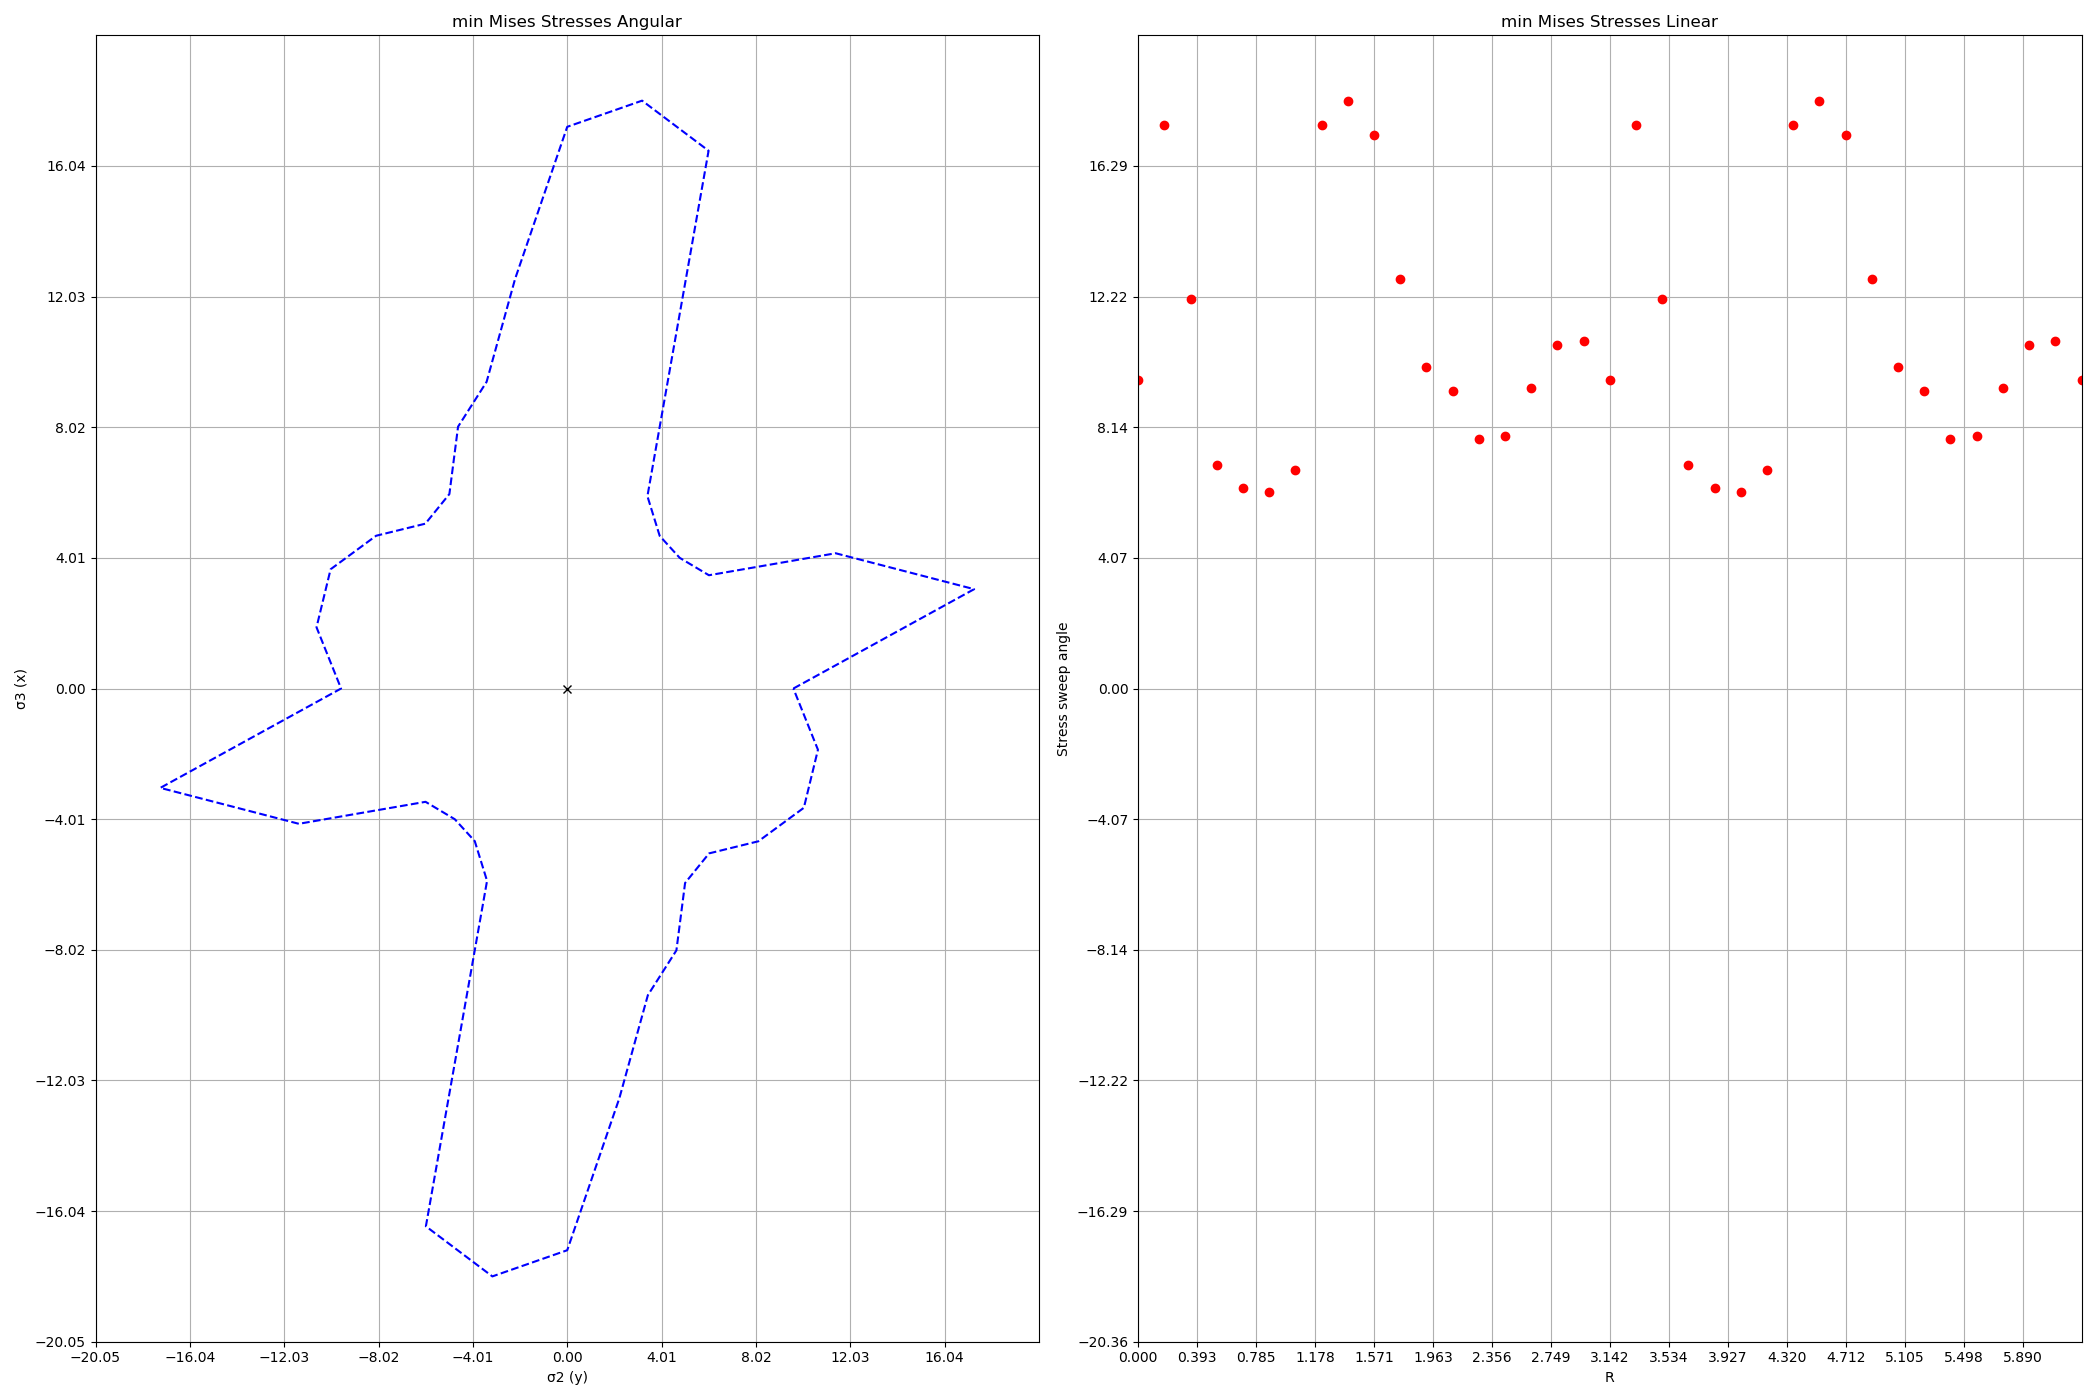 min Mises Stresses Angular
16.04
12.03
8.02
4.01
0.00
−4.01
−8.02
−12.03
−16.04
−20.05
σ3 (x)
−20.05 −16.04 −12.03 −8.02 −4.01 0.00 4.01 8.02 12.03 16.04
σ2 (y)
min Mises Stresses Linear
16.29
12.22
8.14
4.07
0.00
−4.07
−8.14
−12.22
−16.29
−20.36
Stress sweep angle
0.000 0.393 0.785 1.178 1.571 1.963 2.356 2.749 3.142 3.534 3.927 4.320 4.712 5.105 5.498 5.890
R